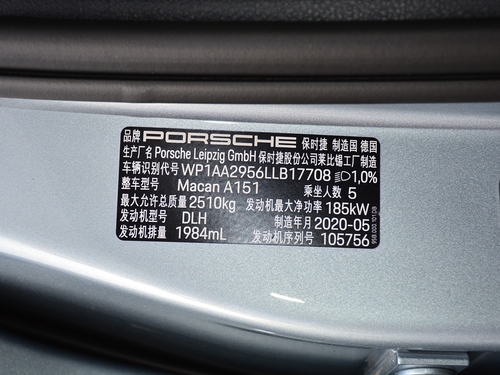 品牌 PORSCHE 保时捷 制造国 德国
生产厂名 Porsche Leipzig GmbH 保时捷股份公司莱比锡工厂制造
车辆识别代号 WP1AA2956LLB17708 1,0%
整车型号 Macan A151 乘坐人数 5
最大允许总质量 2510kg 发动机最大净功率 185kW
发动机型号 DLH 制造年月 2020-05
发动机排量 1984mL 发动机序列号 105756